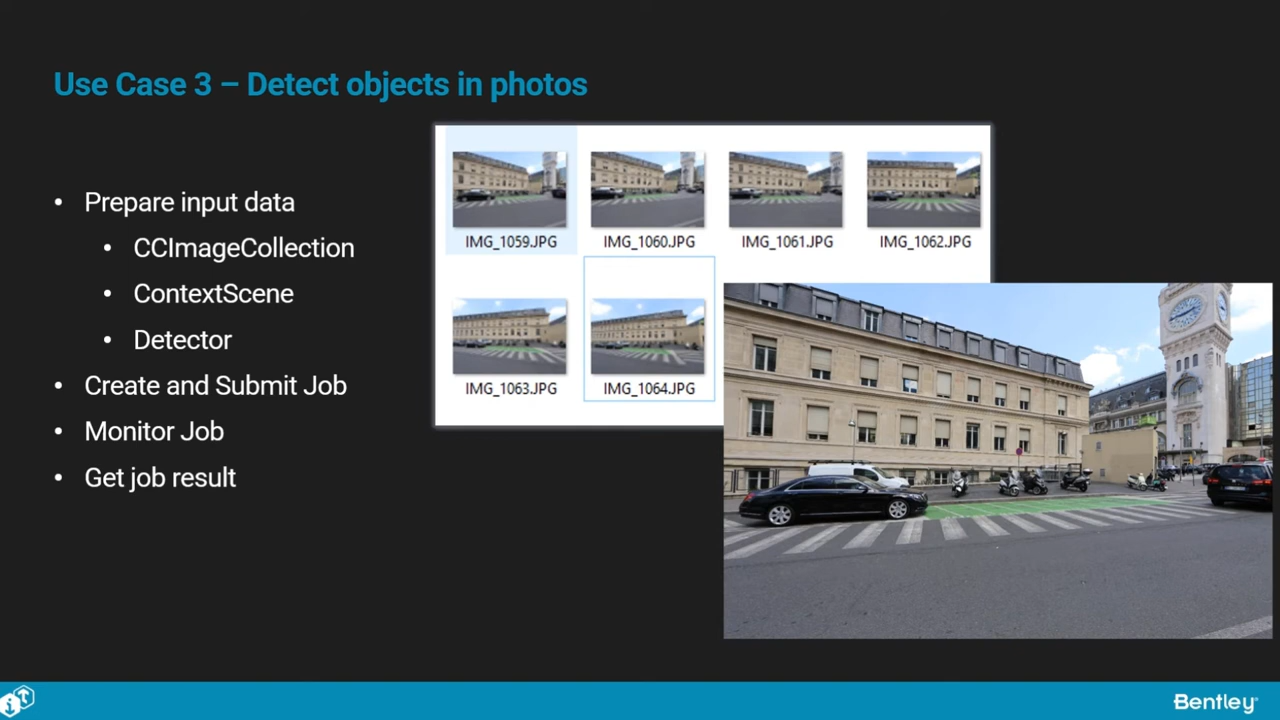 Use Case 3 – Detect objects in photos
• Prepare input data
• CCImageCollection
• ContextScene
• Detector
• Create and Submit Job
• Monitor Job
• Get job result
IMG_1059.JPG
IMG_1060.JPG
IMG_1061.JPG
IMG_1062.JPG
IMG_1063.JPG
IMG_1064.JPG
iT
Bentley®